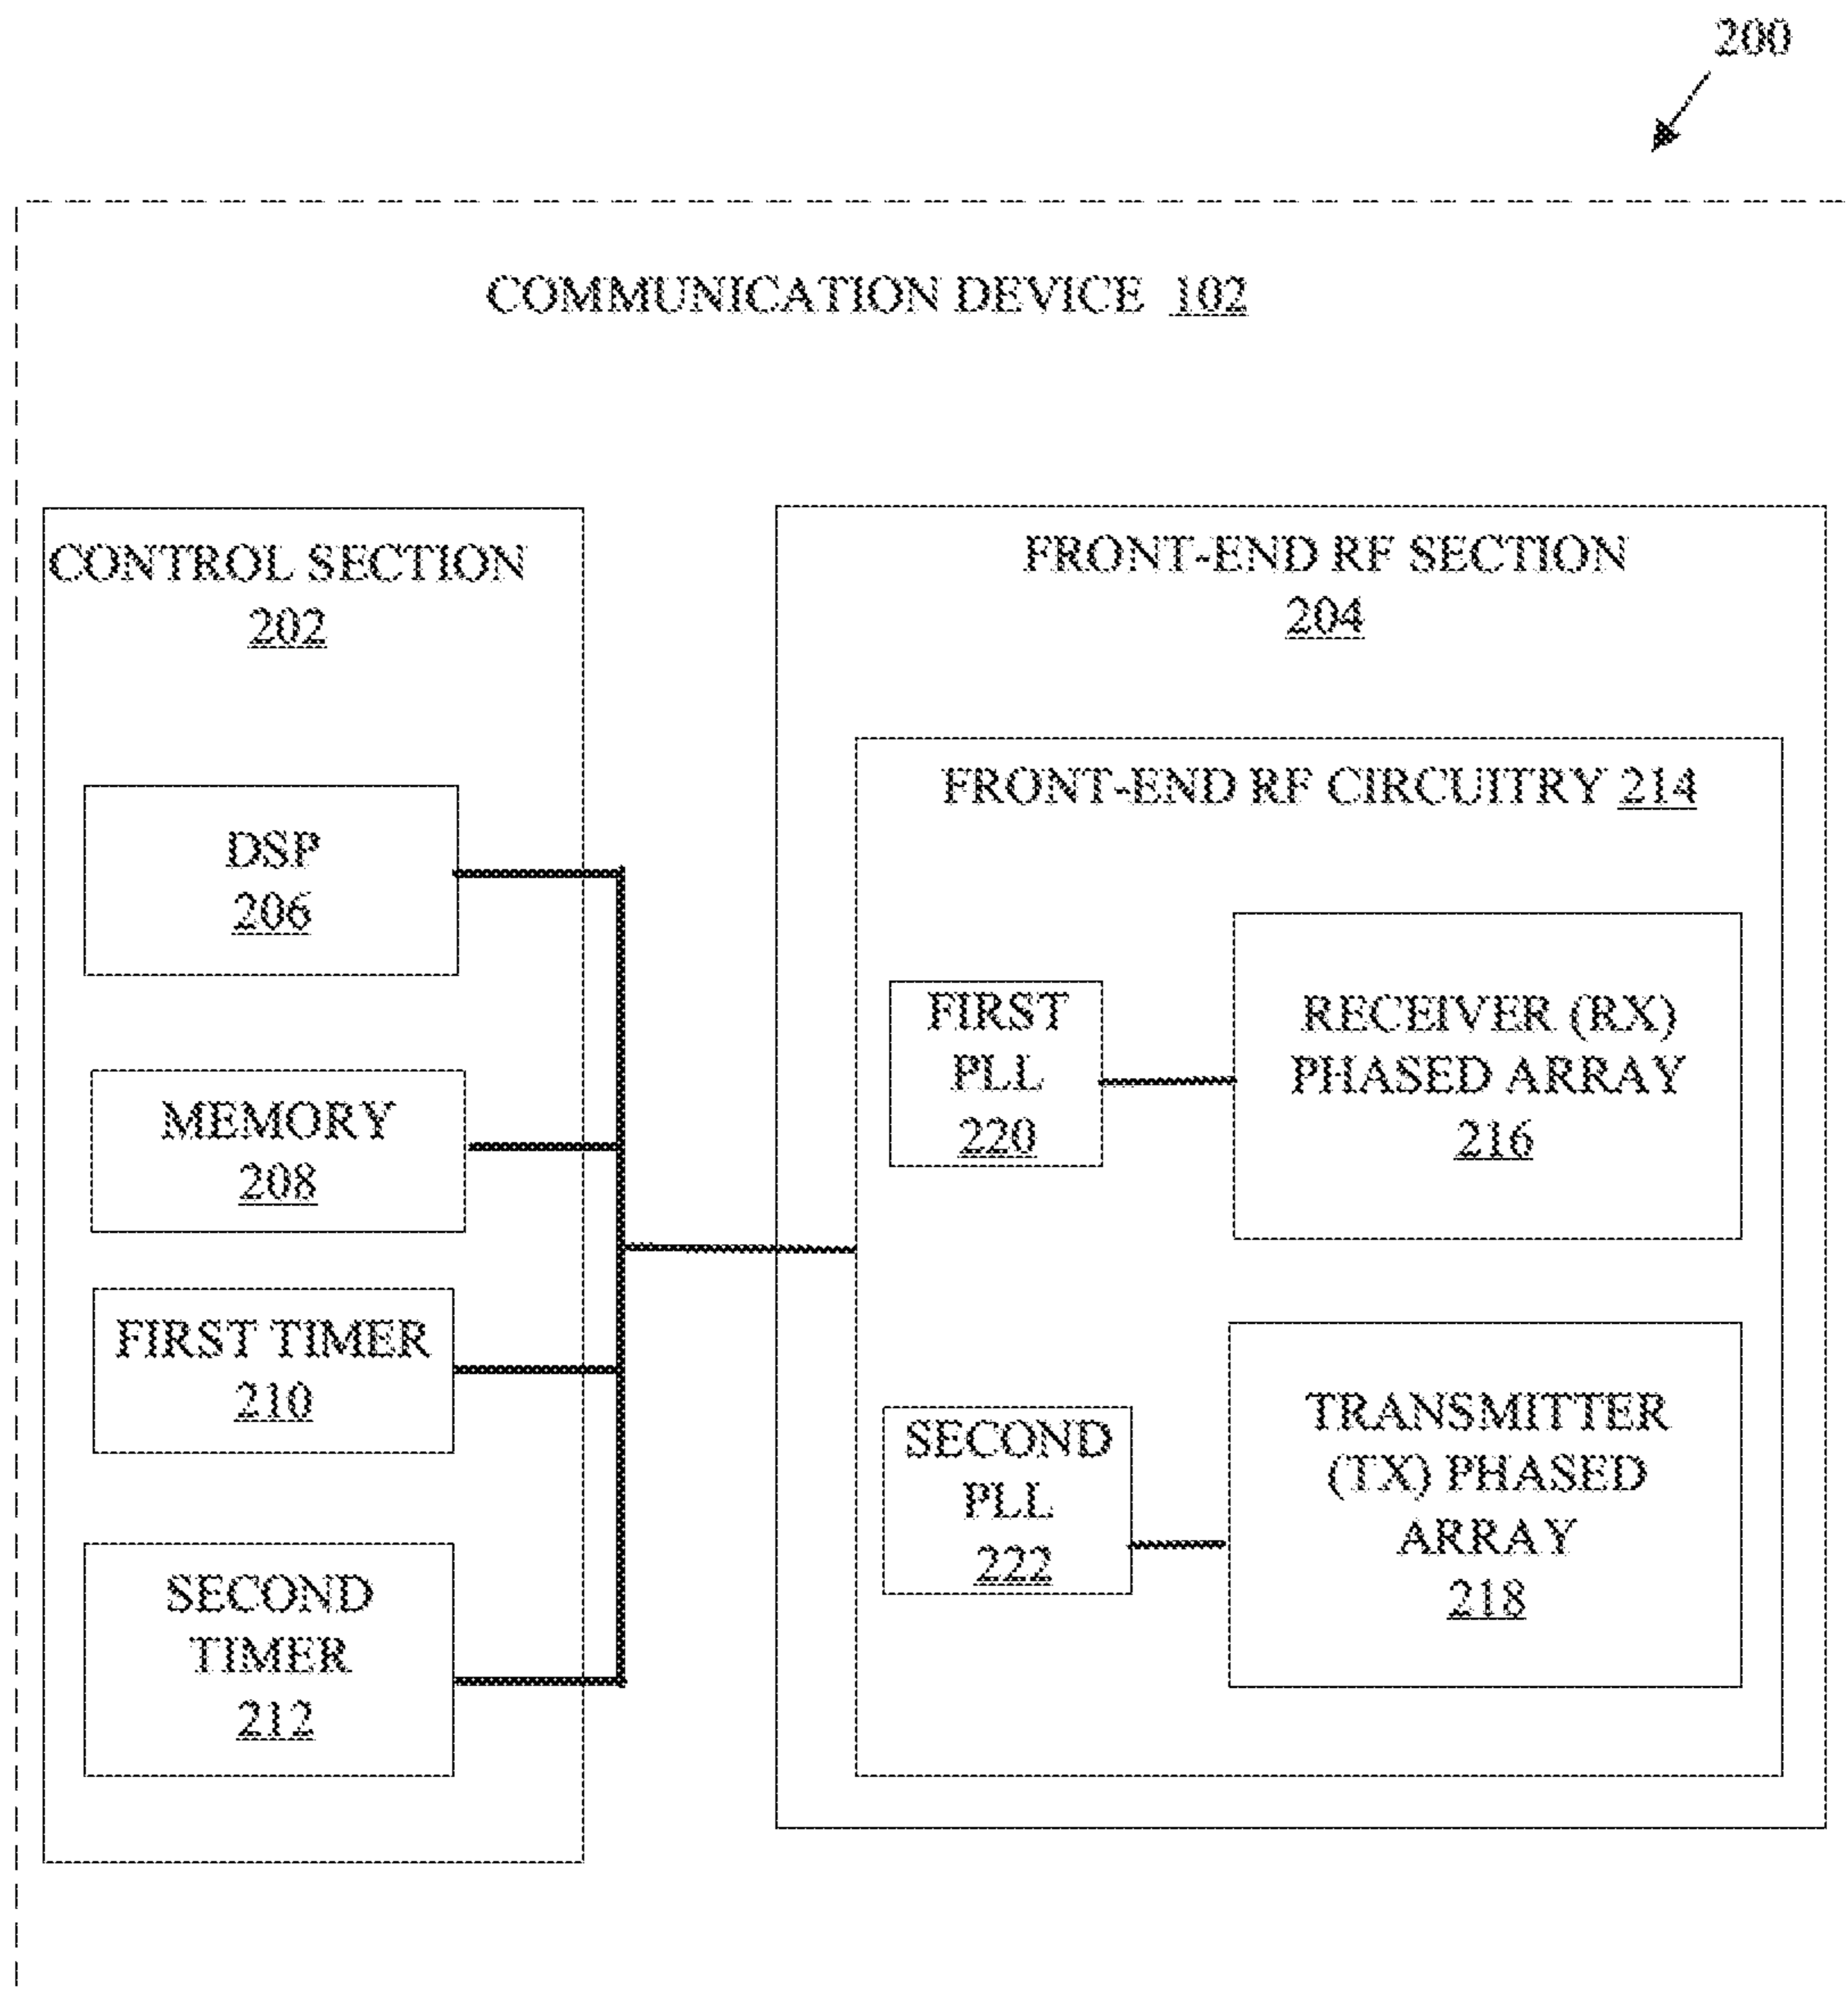 200
COMMUNICATION DEVICE 102
CONTROL SECTION
202
DSP
206
MEMORY
208
FIRST TIMER
210
SECOND
TIMER
212
FRONT-END RF SECTION
204
FRONT-END RF CIRCUITRY 214
FIRST
PLL
220
RECEIVER (RX)
PHASED ARRAY
216
SECOND
PLL
222
TRANSMITTER
(TX) PHASED
ARRAY
218